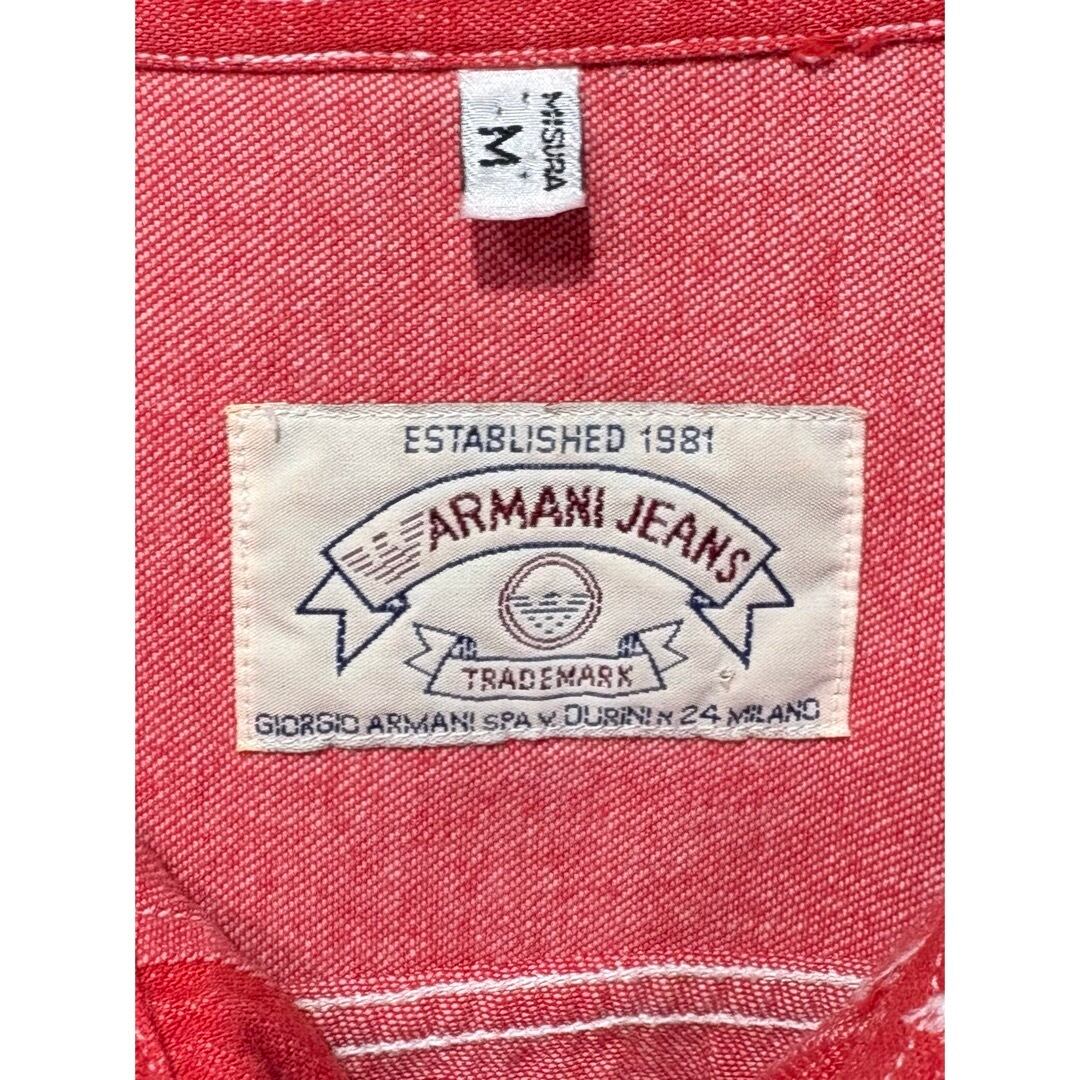 MISURA
M
ESTABLISHED 1981
ARMANI JEANS
TRADEMARK
GIORGIO ARMANI SPA V. DURINI N 24 MILANO